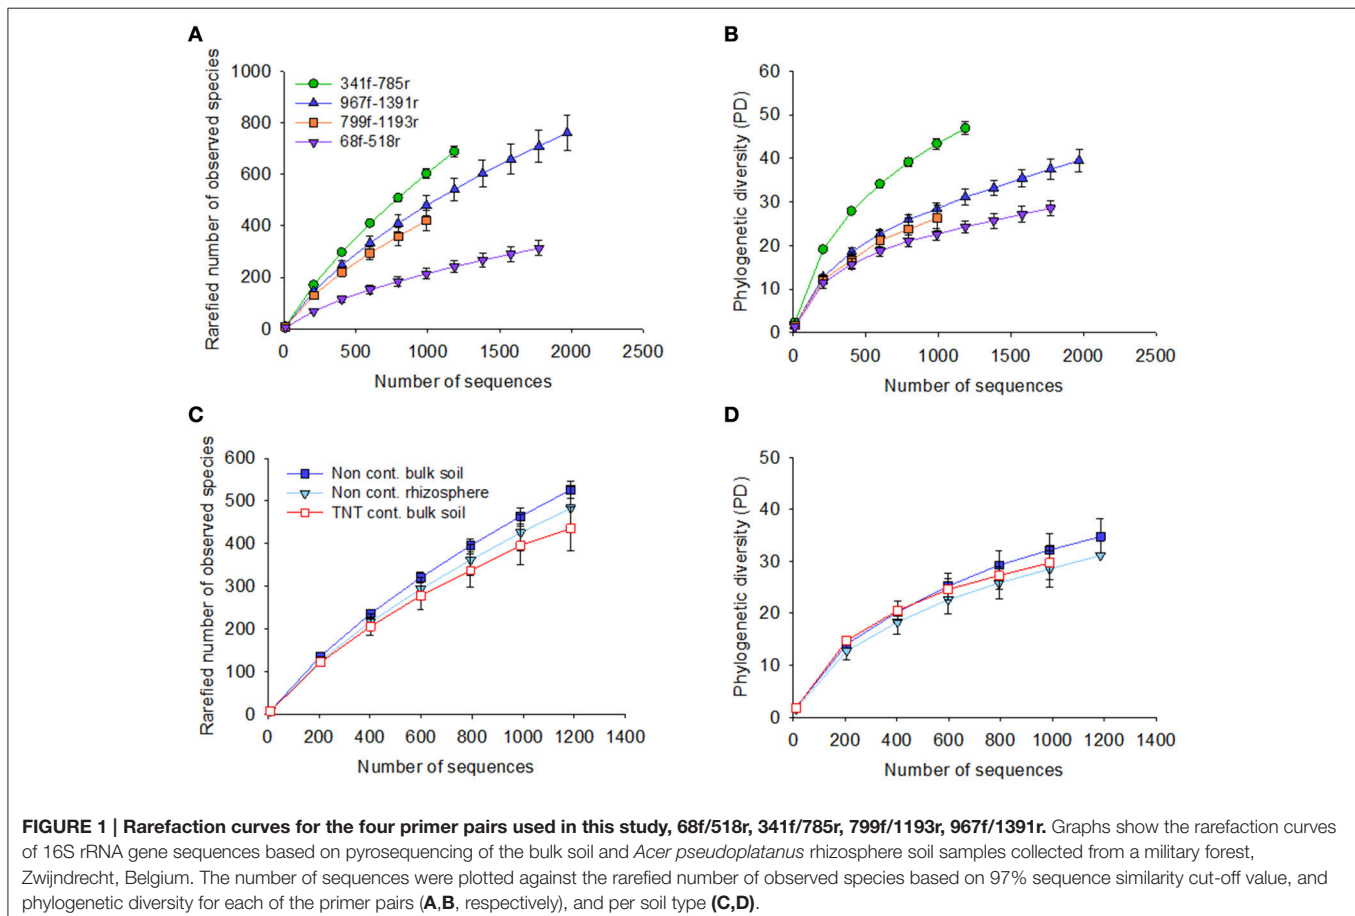 A
Rarefied number of observed species
1000
800
600
400
200
0
341f-785r
967f-1391r
799f-1193r
68f-518r
0 500 1000 1500 2000 2500
Number of sequences
B
Phylogenetic diversity (PD)
60
50
40
30
20
10
0
0 500 1000 1500 2000 2500
Number of sequences
C
Rarefied number of observed species
600
500
400
300
200
100
0
Non cont. bulk soil
Non cont. rhizosphere
TNT cont. bulk soil
0 200 400 600 800 1000 1200 1400
Number of sequences
D
Phylogenetic diversity (PD)
50
40
30
20
10
0
0 200 400 600 800 1000 1200 1400
Number of sequences
FIGURE 1 | Rarefaction curves for the four primer pairs used in this study, 68f/518r, 341f/785r, 799f/1193r, 967f/1391r. Graphs show the rarefaction curves
of 16S rRNA gene sequences based on pyrosequencing of the bulk soil and Acer pseudoplatanus rhizosphere soil samples collected from a military forest,
Zwijndrecht, Belgium. The number of sequences were plotted against the rarefied number of observed species based on 97% sequence similarity cut-off value, and
phylogenetic diversity for each of the primer pairs (A,B, respectively), and per soil type (C,D).